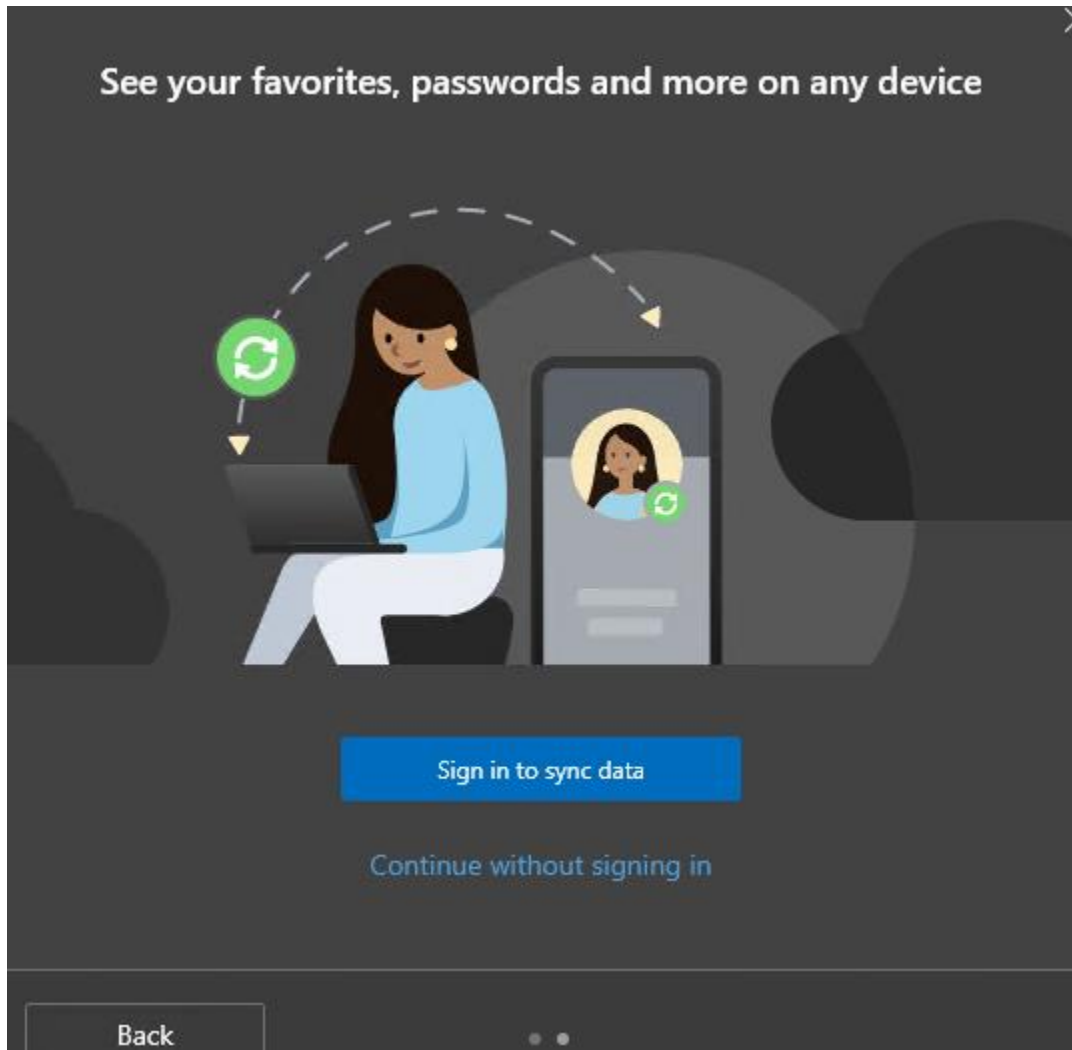 See your favorites, passwords and more on any device
Sign in to sync data
Continue without signing in
Back